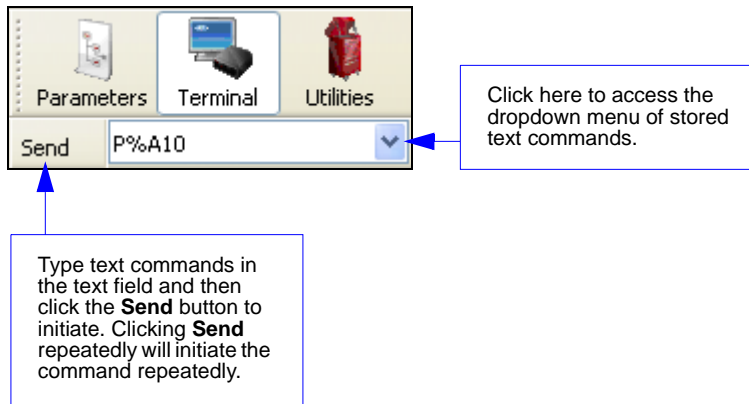 Parameters Terminal Utilities
Send P%A10
Click here to access the
dropdown menu of stored
text commands.
Type text commands in
the text field and then
click the Send button to
initiate. Clicking Send
repeatedly will initiate the
command repeatedly.